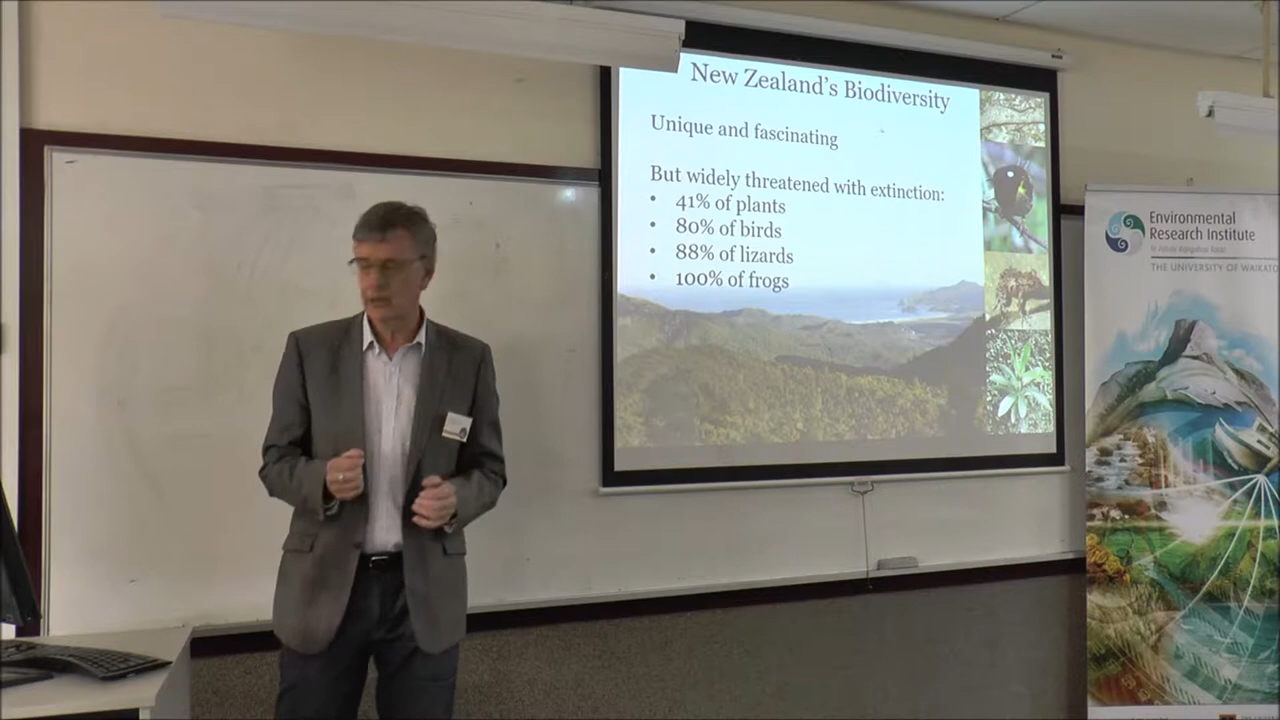 New Zealand's Biodiversity
Unique and fascinating
But widely threatened with extinction:
• 41% of plants
• 80% of birds
• 88% of lizards
• 100% of frogs
Environmental
Research Institute
THE UNIVERSITY OF WAIKATO